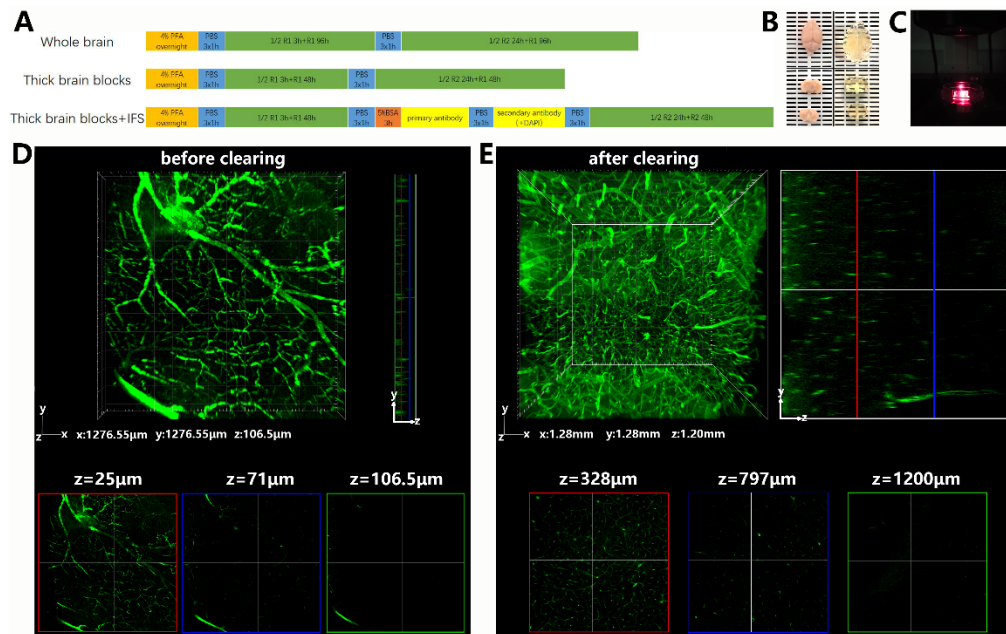 A
B
C
Whole brain
4% PFA
overnight
PBS
3x1h
1/2 R1 3h+R1 96h
PBS
3x1h
1/2 R2 24h+R1 96h
Thick brain blocks
4% PFA
overnight
PBS
3x1h
1/2 R1 3h+R1 48h
PBS
3x1h
1/2 R2 24h+R1 48h
Thick brain blocks+IFS
4% PFA
overnight
PBS
3x1h
1/2 R1 3h+R1 48h
PBS
3x1h
5%BSA
3h
primary antibody
PBS
3x1h
secondary antibody
(+DAPI)
PBS
3x1h
1/2 R2 24h+R2 48h
D
before clearing
y
z
x
x:1276.55μm y:1276.55μm z:106.5μm
y
z
z=25μm
z=71μm
z=106.5μm
E
after clearing
y
z
x
x:1.28mm y:1.28mm z:1.20mm
y
z
z=328μm
z=797μm
z=1200μm